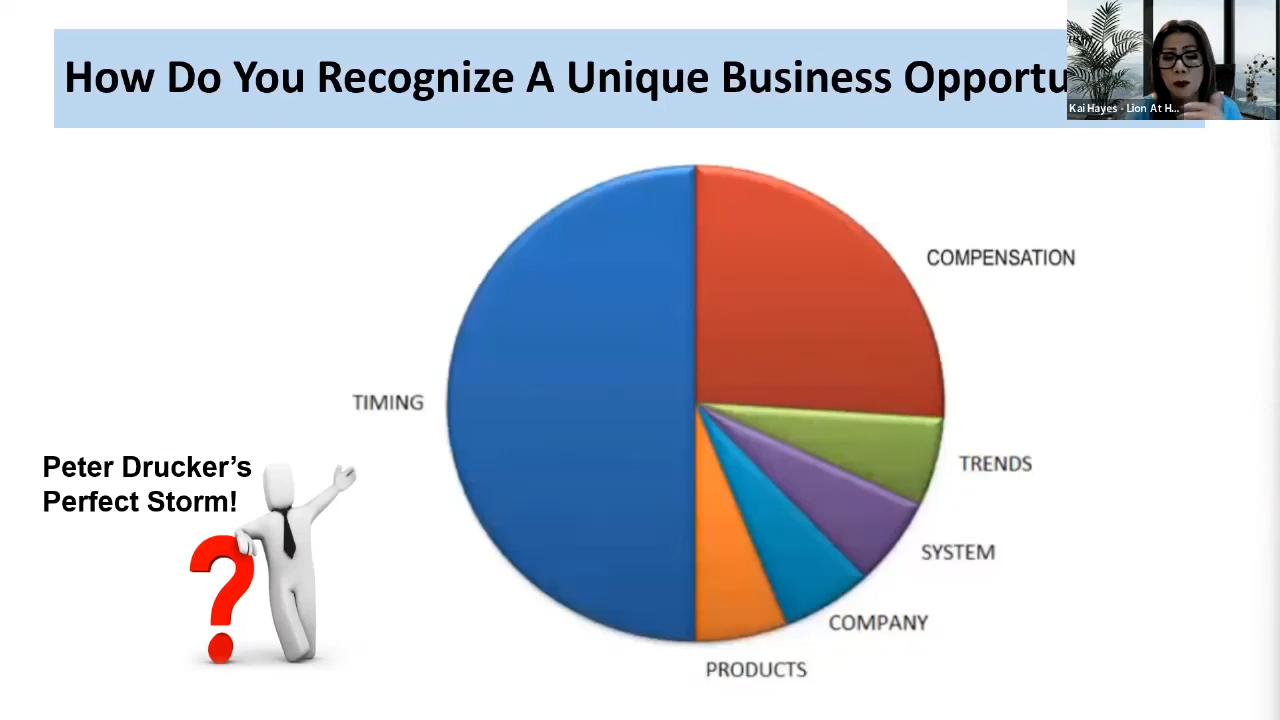 How Do You Recognize A Unique Business Opportu
Kai Hayes - Lion At H...
COMPENSATION
TIMING
TRENDS
Peter Drucker's
Perfect Storm!
SYSTEM
COMPANY
PRODUCTS
?